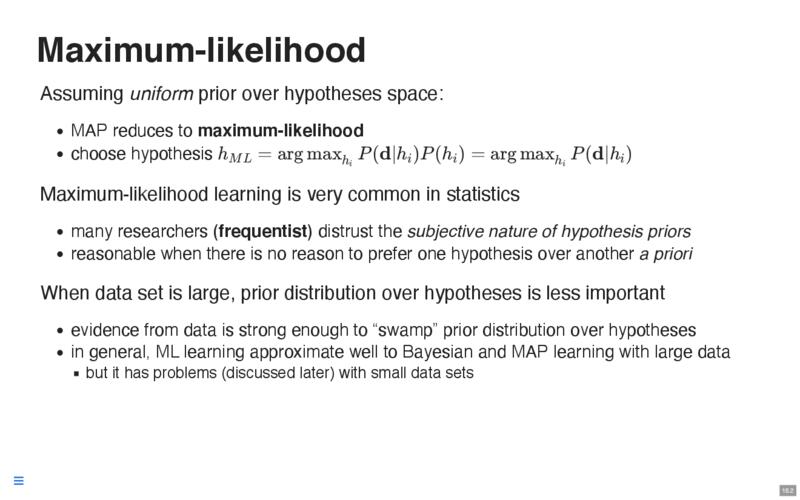 Maximum-likelihood
Assuming uniform prior over hypotheses space:
• MAP reduces to maximum-likelihood
• choose hypothesis h_{ML} = arg max_{h_i} P(d|h_i)P(h_i) = arg max_{h_i} P(d|h_i)
Maximum-likelihood learning is very common in statistics
• many researchers (frequentist) distrust the subjective nature of hypothesis priors
• reasonable when there is no reason to prefer one hypothesis over another a priori
When data set is large, prior distribution over hypotheses is less important
• evidence from data is strong enough to “swamp” prior distribution over hypotheses
• in general, ML learning approximate well to Bayesian and MAP learning with large data
▪ but it has problems (discussed later) with small data sets